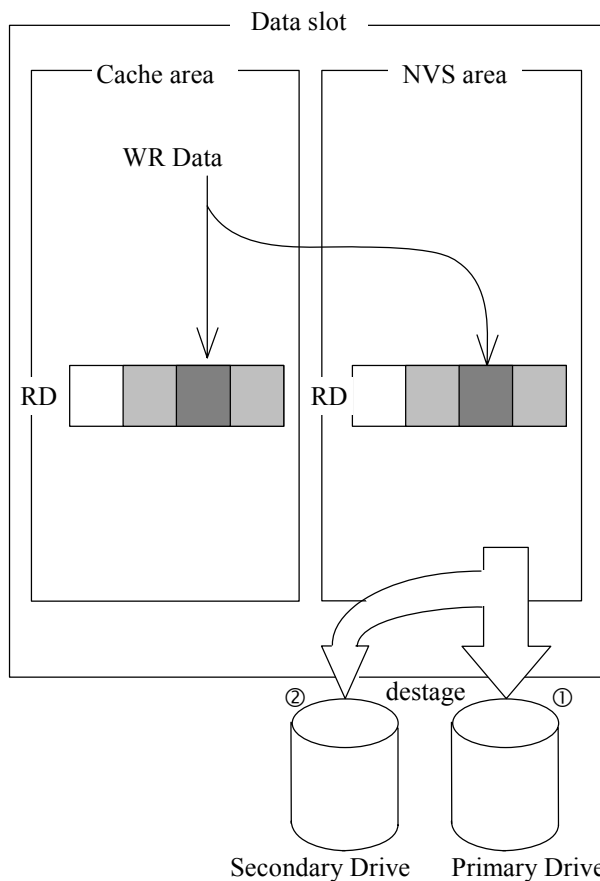 Data slot
Cache area
NVS area
WR Data
RD
RD
destage
②
①
Secondary Drive
Primary Drive